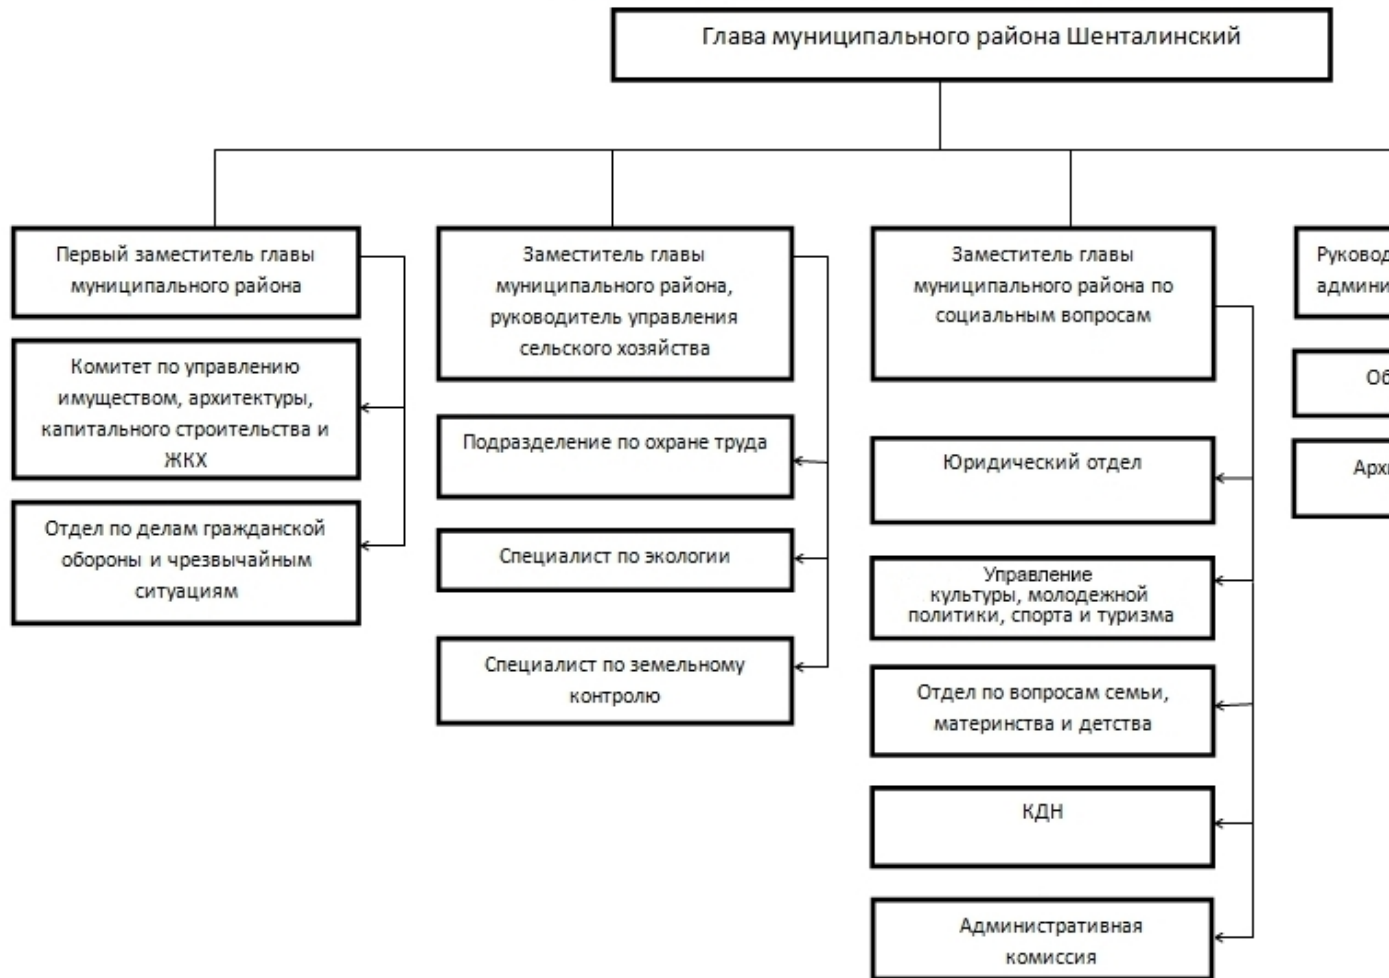 Глава муниципального района Шенталинский
Первый заместитель главы
муниципального района
Комитет по управлению
имуществом, архитектуры,
капитального строительства и
ЖКХ
Отдел по делам гражданской
обороны и чрезвычайным
ситуациям
Заместитель главы
муниципального района,
руководитель управления
сельского хозяйства
Подразделение по охране труда
Специалист по экологии
Специалист по земельному
контролю
Заместитель главы
муниципального района по
социальным вопросам
Юридический отдел
Управление
культуры, молодежной
политики, спорта и туризма
Отдел по вопросам семьи,
материнства и детства
КДН
Административная
комиссия